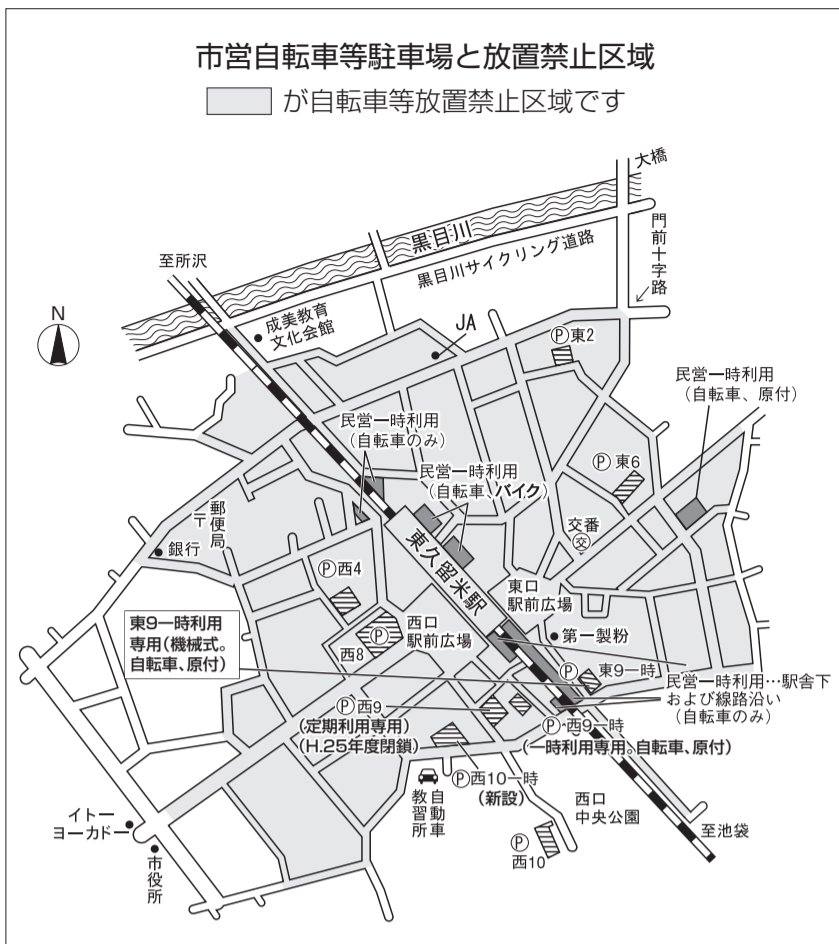 市営自転車等駐車場と放置禁止区域
が自転車等放置禁止区域です
大橋
黒目川
黒目川サイクリング道路
門前十字路
至所沢
N
成美教育
文化会館
JA
Ⓟ東2
民営一時利用
(自転車、原付)
民営一時利用
(自転車のみ)
民営一時利用
(自転車、バイク)
Ⓟ東6
交番
交
郵便局
〒
銀行
東久留米駅
Ⓟ西4
東口
駅前広場
東9一時利用
専用(機械式。
自転車、原付)
Ⓟ
西8
西口
駅前広場
第一製粉
Ⓟ東9一時
民営一時利用…駅舎下
および線路沿い
(自転車のみ)
Ⓟ西9
(定期利用専用)
(H.25年度閉鎖)
Ⓟ西9一時
(一時利用専用。自転車、原付)
Ⓟ西10一時
(新設)
自動車
教習所
西口
中央公園
イトー
ヨーカドー
市役所
Ⓟ
西10
至池袋